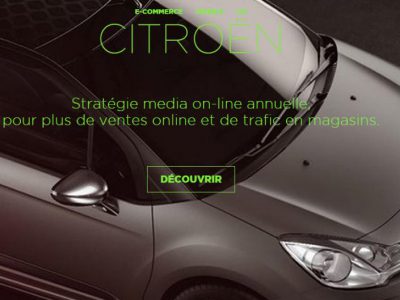 E-COMMERCE
CITROËN
Stratégie media on-line annuelle
pour plus de ventes online et de trafic en magasins.
DÉCOUVRIR